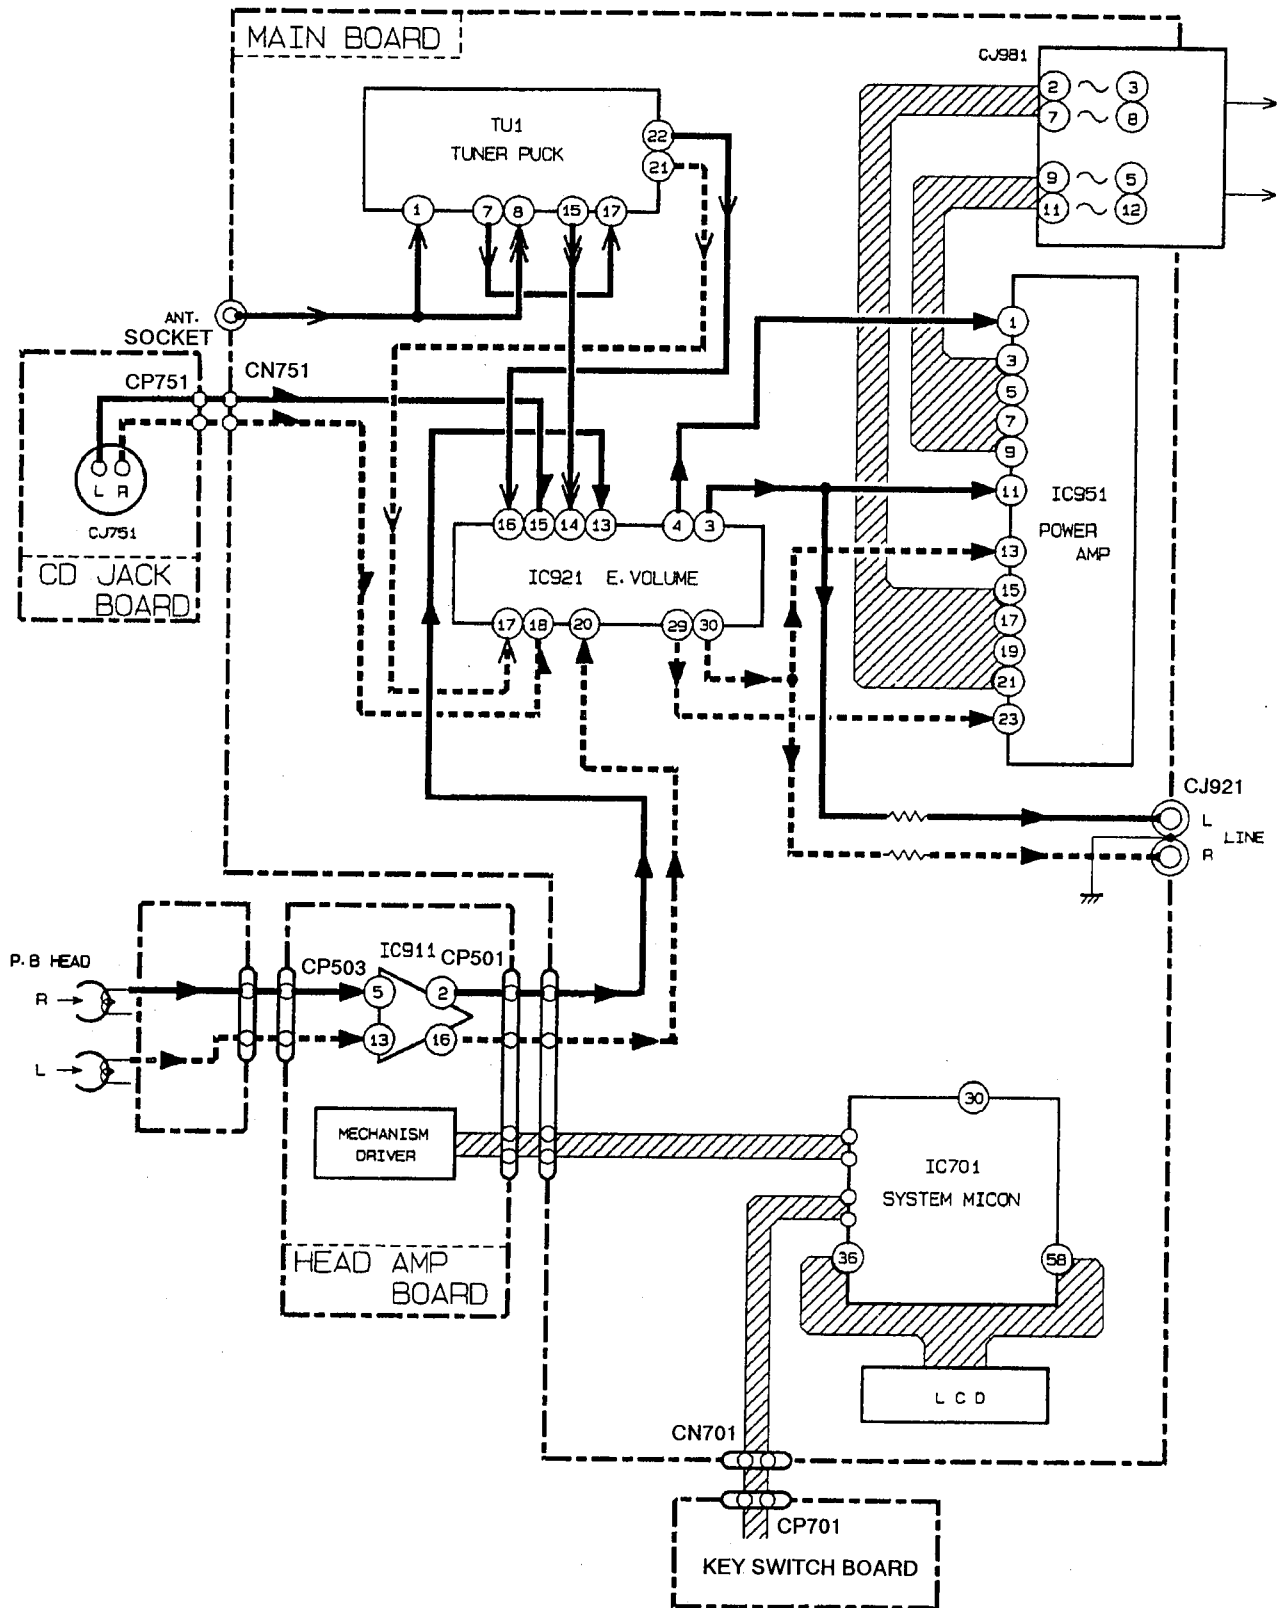 MAIN BOARD
CJ981
2 ~ 3
7 ~ 8
9 ~ 5
11 ~ 12
TU1
TUNER PUCK
22
21
1
7
8
15
17
ANT.
SOCKET
CP751
CN751
L R
CJ751
CD JACK
BOARD
16
15
14
13
4
3
IC921 E.VOLUME
17
18
20
29
30
1
3
5
7
9
11
13
15
17
19
21
23
IC951
POWER
AMP
CJ921
L
LINE
R
P.B HEAD
R
L
CP503
IC911
CP501
5
2
13
16
MECHANISM
DRIVER
HEAD AMP
BOARD
30
IC701
SYSTEM MICON
36
58
LCD
CN701
CP701
KEY SWITCH BOARD